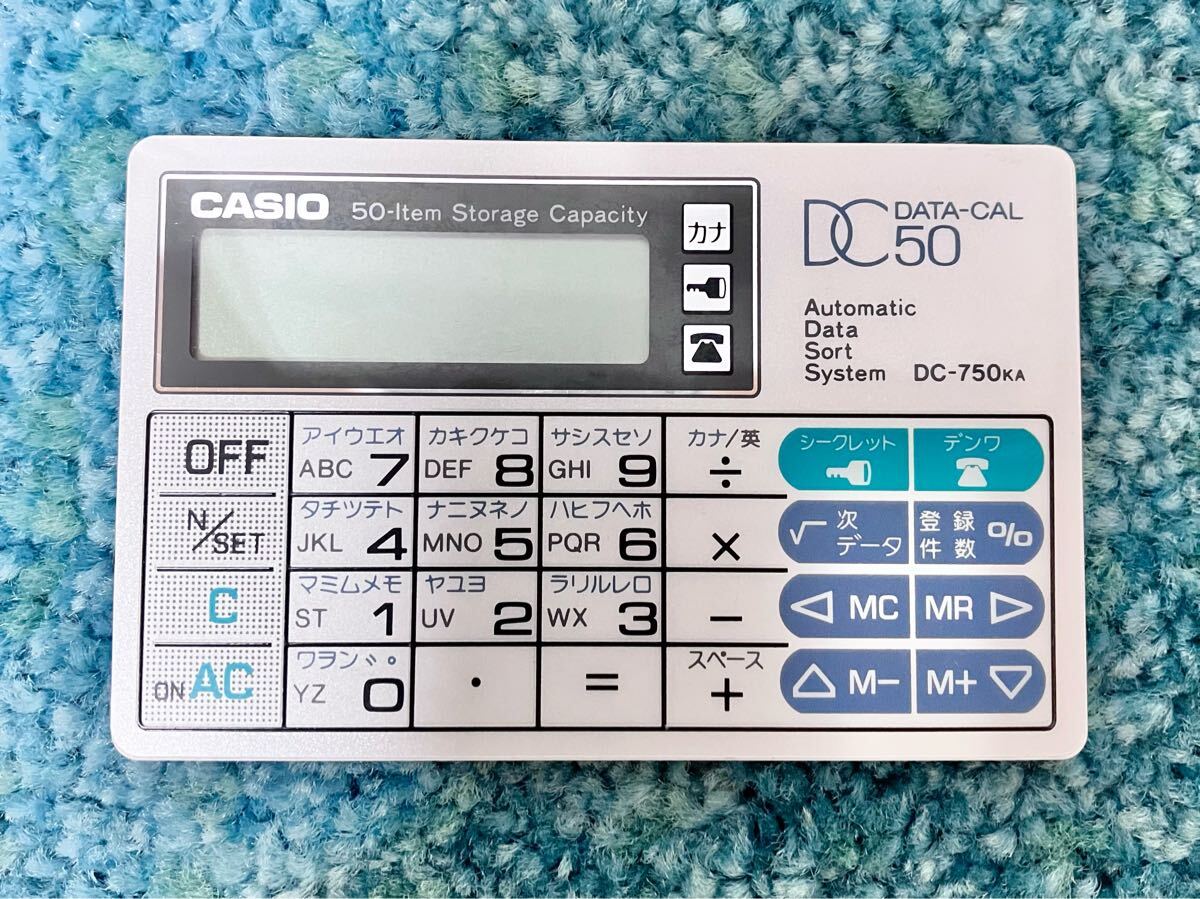 CASIO 50-Item Storage Capacity
カナ
DC DATA-CAL
50
Automatic
Data
Sort
System DC-750KA
OFF
アイウエオ
ABC 7
カキクケコ
DEF 8
サシスセソ
GHI 9
カナ/英
÷
シークレット
デンワ
N/SET
タチツテト
JKL 4
ナニヌネノ
MNO 5
ハヒフヘホ
PQR 6
×
√ 次
データ
登録
件数 %
C
マミムメモ
ST 1
ヤユヨ
UV 2
ラリルレロ
WX 3
−
◁ MC
MR ▷
ON AC
ワヲン゛゜
YZ 0
.
=
スペース
+
△ M−
M+ ▽